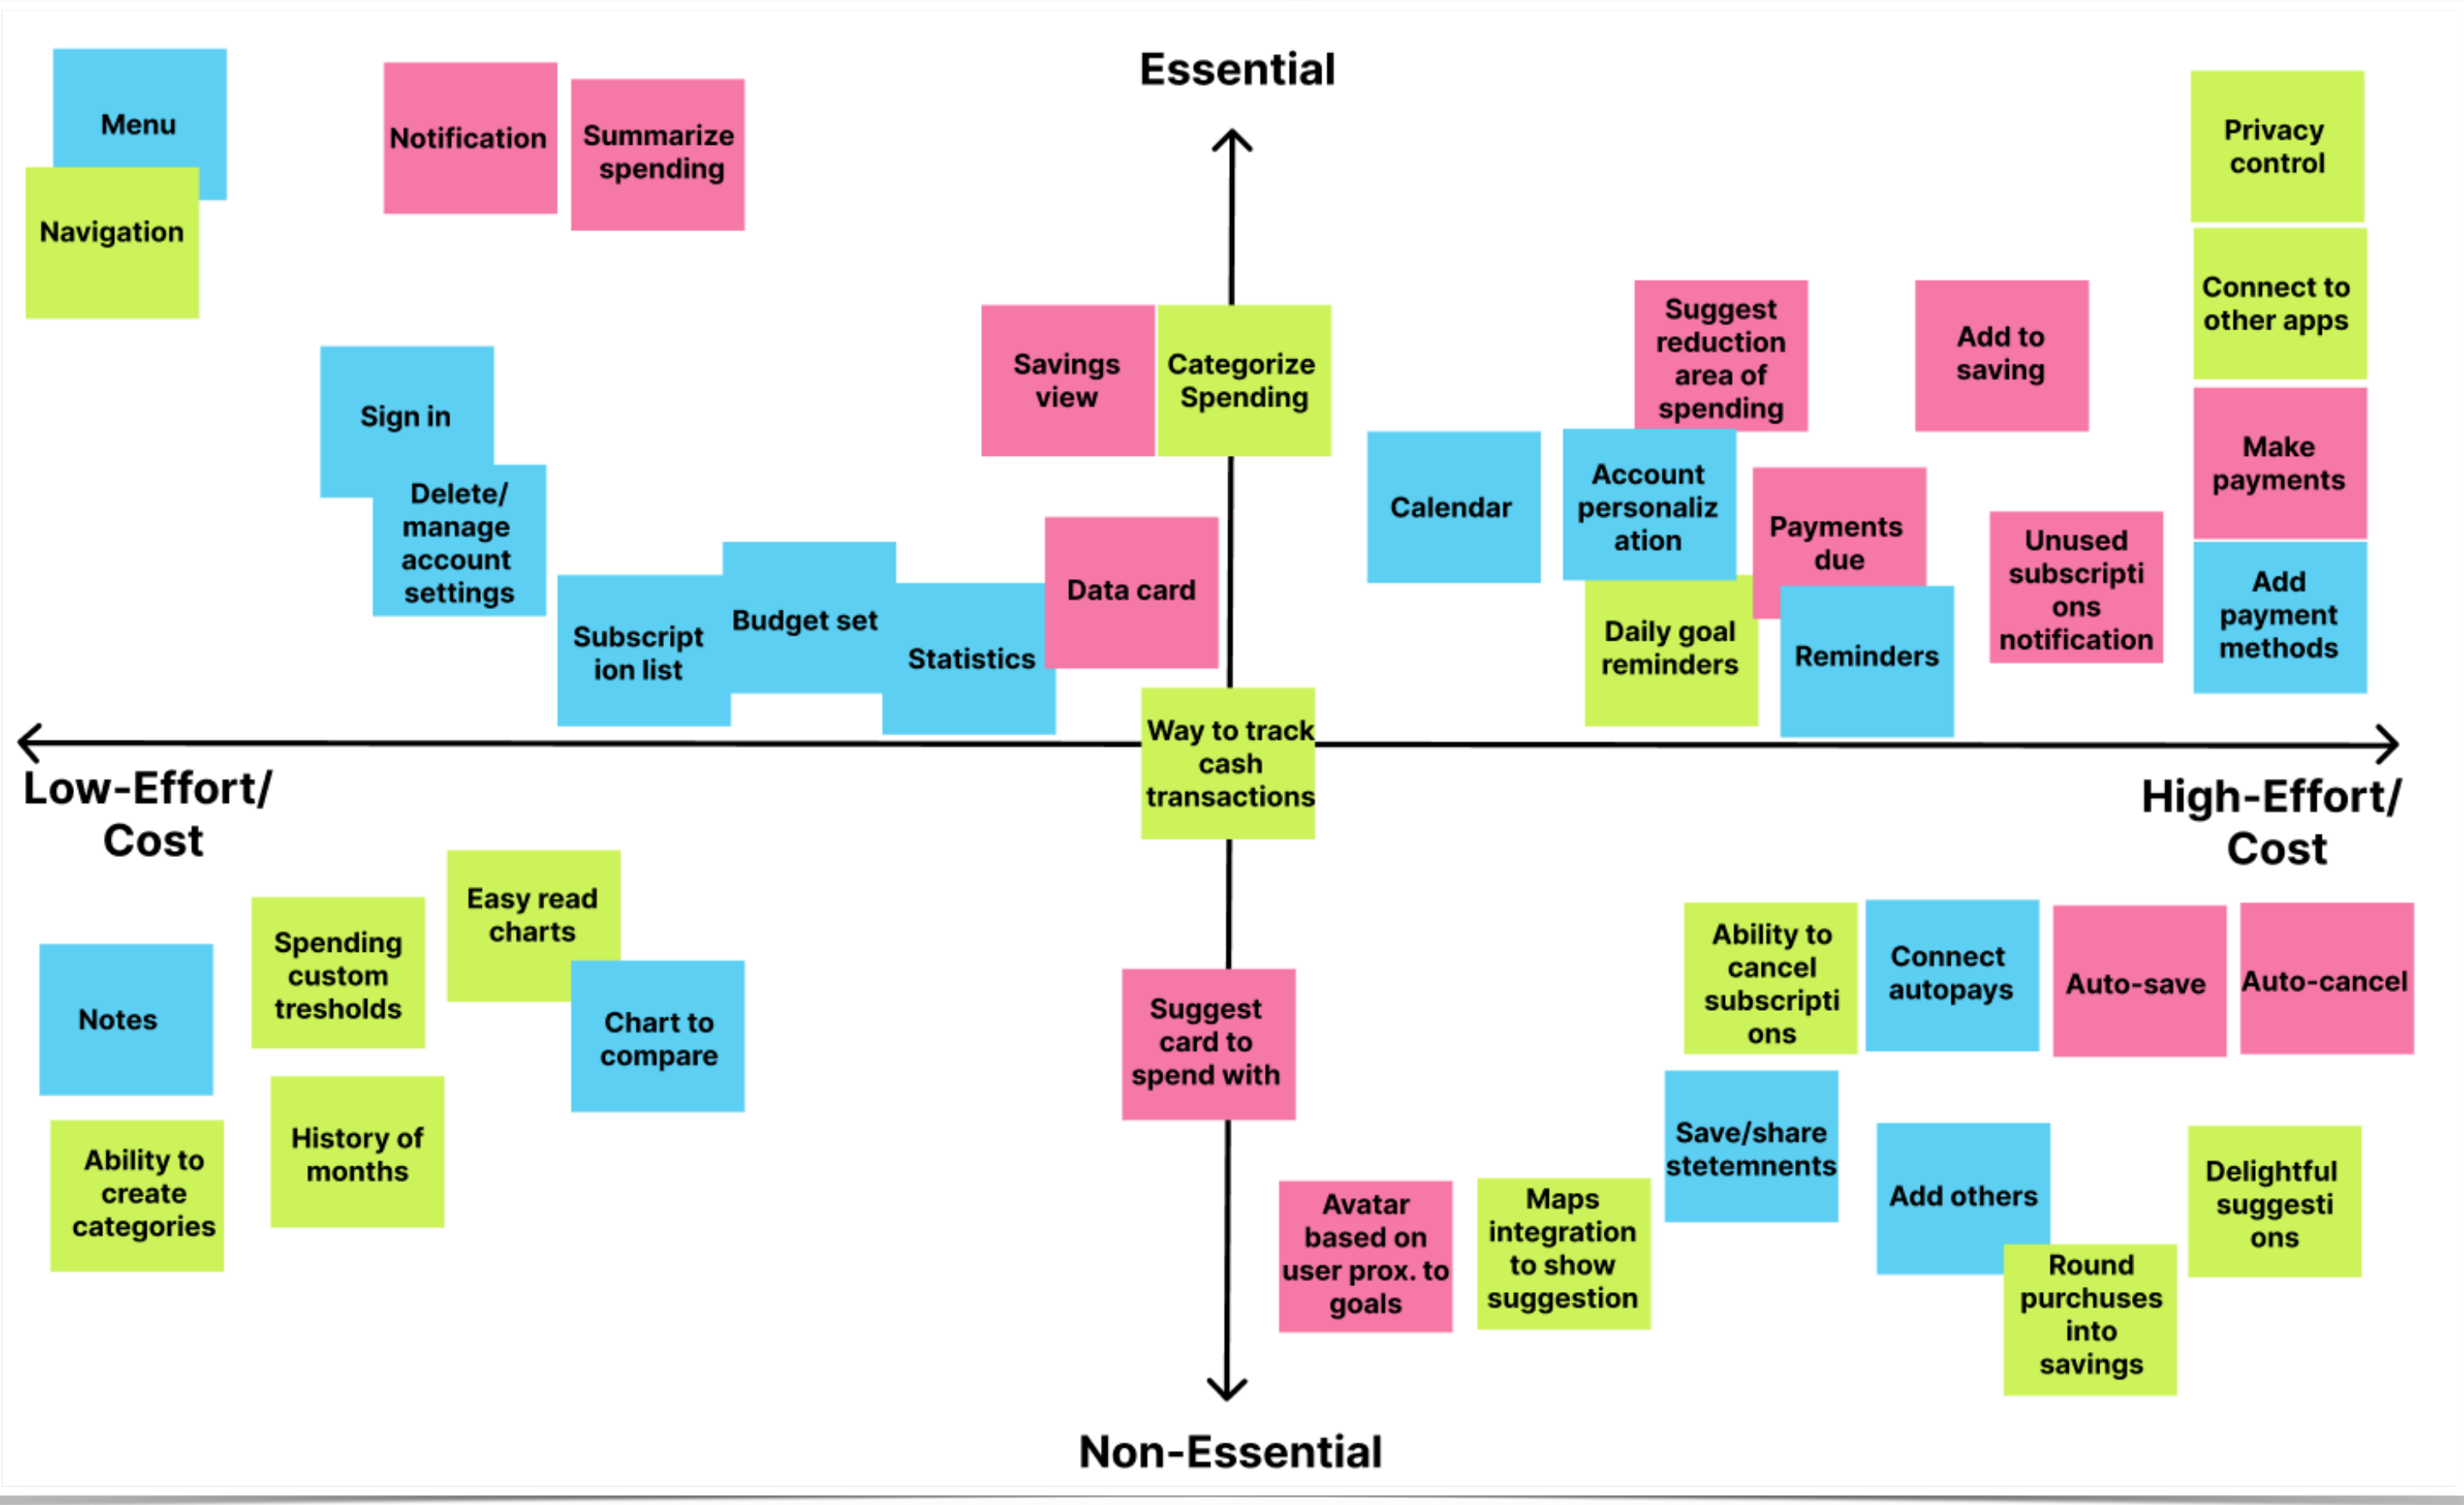 Essential
Menu
Navigation
Notification
Summarize
spending
Privacy
control
Connect to
other apps
Make
payments
Add
payment
methods
Sign in
Delete/
manage
account
settings
Savings
view
Categorize
Spending
Suggest
reduction
area of
spending
Add to
saving
Calendar
Account
personaliz
ation
Payments
due
Unused
subscripti
ons
notification
Subscript
ion list
Budget set
Statistics
Data card
Daily goal
reminders
Reminders
Way to track
cash
transactions
Low-Effort/
Cost
High-Effort/
Cost
Notes
Spending
custom
tresholds
Easy read
charts
Chart to
compare
Ability to
create
categories
History of
months
Suggest
card to
spend with
Ability to
cancel
subscripti
ons
Connect
autopays
Auto-save
Auto-cancel
Avatar
based on
user prox. to
goals
Maps
integration
to show
suggestion
Save/share
stetemnents
Add others
Delightful
suggesti
ons
Round
purchuses
into
savings
Non-Essential